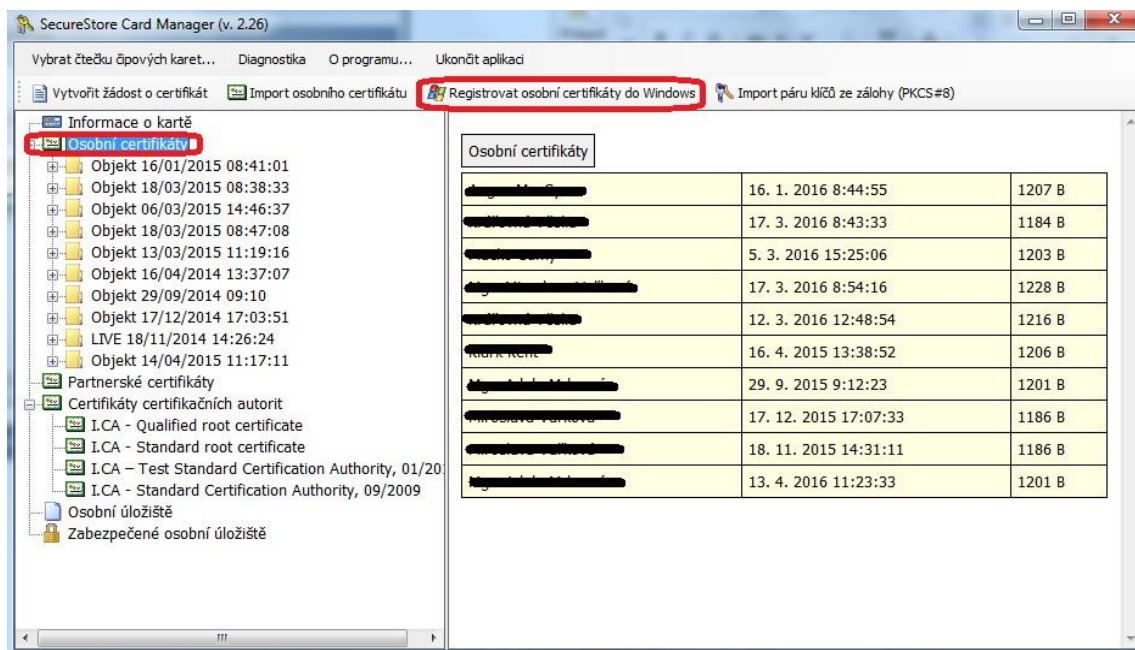 SecureStore Card Manager (v. 2.26)
Vybrat čtečku čipových karet... Diagnostika O programu... Ukončit aplikaci
Vytvořit žádost o certifikát Import osobního certifikátu Registrovat osobní certifikáty do Windows Import páru klíčů ze zálohy (PKCS#8)
Informace o kartě
Osobní certifikáty
Objekt 16/01/2015 08:41:01
Objekt 18/03/2015 08:38:33
Objekt 06/03/2015 14:46:37
Objekt 18/03/2015 08:47:08
Objekt 13/03/2015 11:19:16
Objekt 16/04/2014 13:37:07
Objekt 29/09/2014 09:10
Objekt 17/12/2014 17:03:51
LIVE 18/11/2014 14:26:24
Objekt 14/04/2015 11:17:11
Partnerské certifikáty
Certifikáty certifikačních autorit
I.CA - Qualified root certificate
I.CA - Standard root certificate
I.CA – Test Standard Certification Authority, 01/20
I.CA - Standard Certification Authority, 09/2009
Osobní úložiště
Zabezpečené osobní úložiště
Osobní certifikáty
16. 1. 2016 8:44:55 1207 B
17. 3. 2016 8:43:33 1184 B
5. 3. 2016 15:25:06 1203 B
17. 3. 2016 8:54:16 1228 B
12. 3. 2016 12:48:54 1216 B
16. 4. 2015 13:38:52 1206 B
29. 9. 2015 9:12:23 1201 B
17. 12. 2015 17:07:33 1186 B
18. 11. 2015 14:31:11 1186 B
13. 4. 2016 11:23:33 1201 B